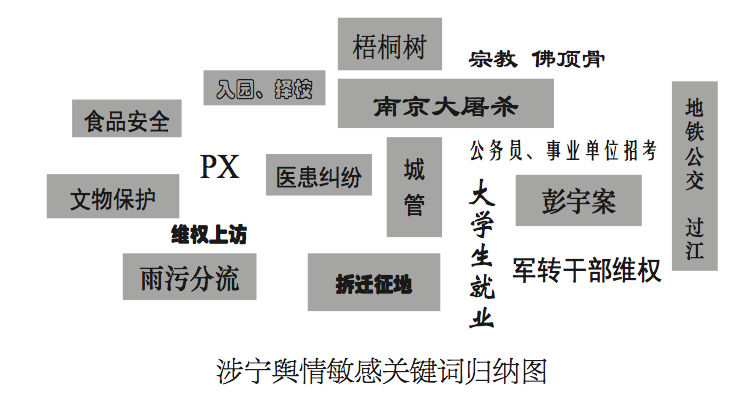 梧桐树
宗教 佛顶骨
入园、择校
南京大屠杀
食品安全
地铁公交 过江
公务员、事业单位招考
PX
医患纠纷
城管
文物保护
大学生就业
彭宇案
维权上访
雨污分流
拆迁征地
军转干部维权
涉宁舆情敏感关键词归纳图